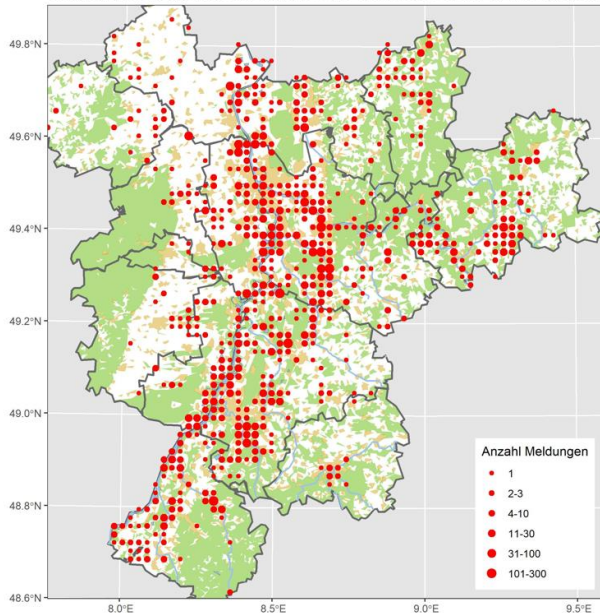 49.8°N
49.6°N
49.4°N
49.2°N
49.0°N
48.8°N
48.6°N
8.0°E
8.5°E
9.0°E
9.5°E
Anzahl Meldungen
1
2-3
4-10
11-30
31-100
101-300